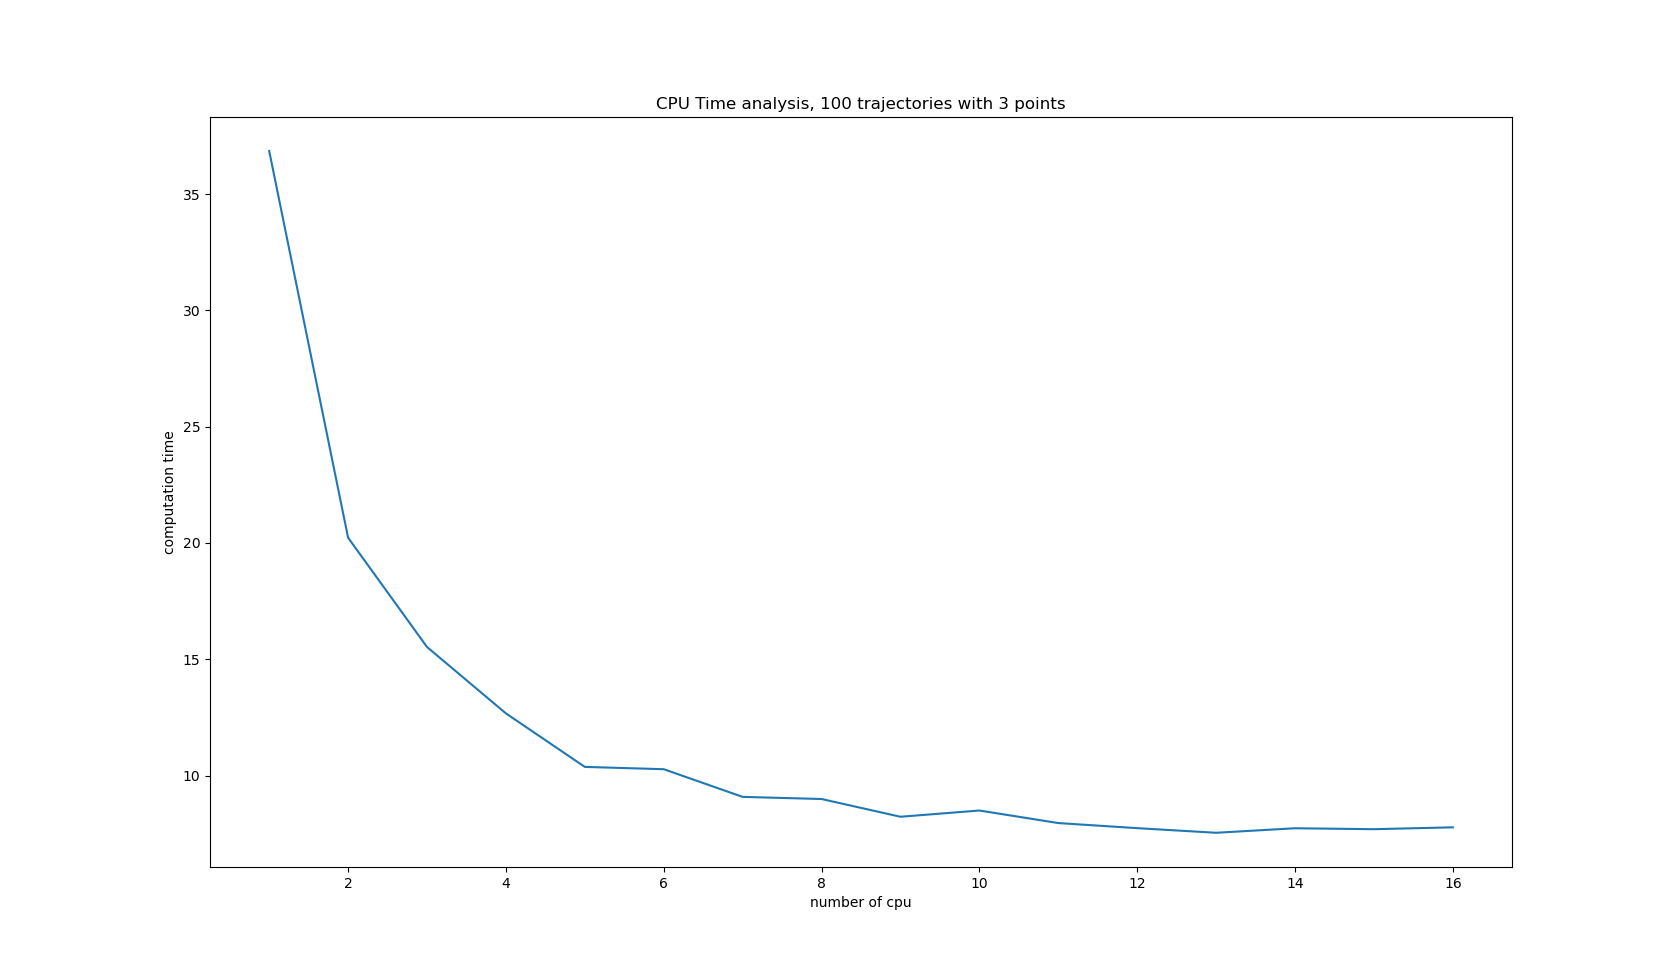 CPU Time analysis, 100 trajectories with 3 points
35
30
25
20
15
10
computation time
2 4 6 8 10 12 14 16
number of cpu